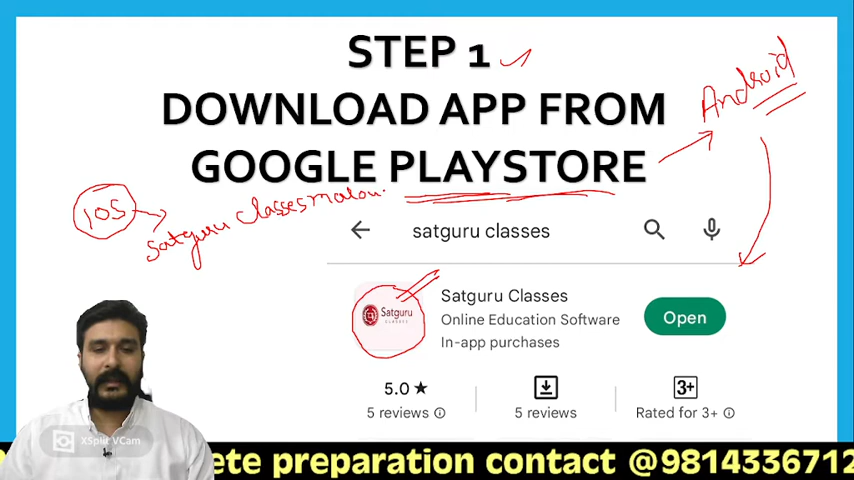 STEP 1
DOWNLOAD APP FROM
GOOGLE PLAYSTORE
Android
IOS
Satguru Classes
satguru classes
Satguru
CLASSES
Satguru Classes
Online Education Software
In-app purchases
Open
5.0 ★
5 reviews
5 reviews
3+
Rated for 3+
XSplit VCam
ete preparation contact @981433671